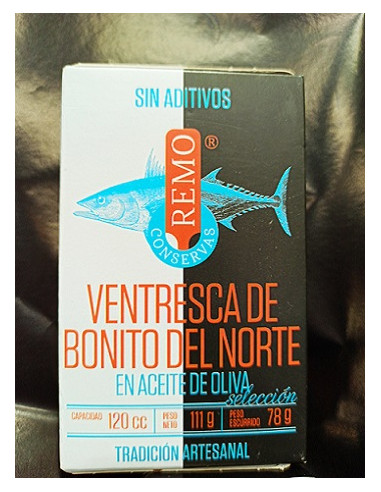 SIN ADITIVOS
REMO ®
CONSERVAS
VENTRESCA DE
BONITO DEL NORTE
EN ACEITE DE OLIVA
selección
CAPACIDAD 120 cc PESO NETO 111 g PESO ESCURRIDO 78 g
TRADICIÓN ARTESANAL